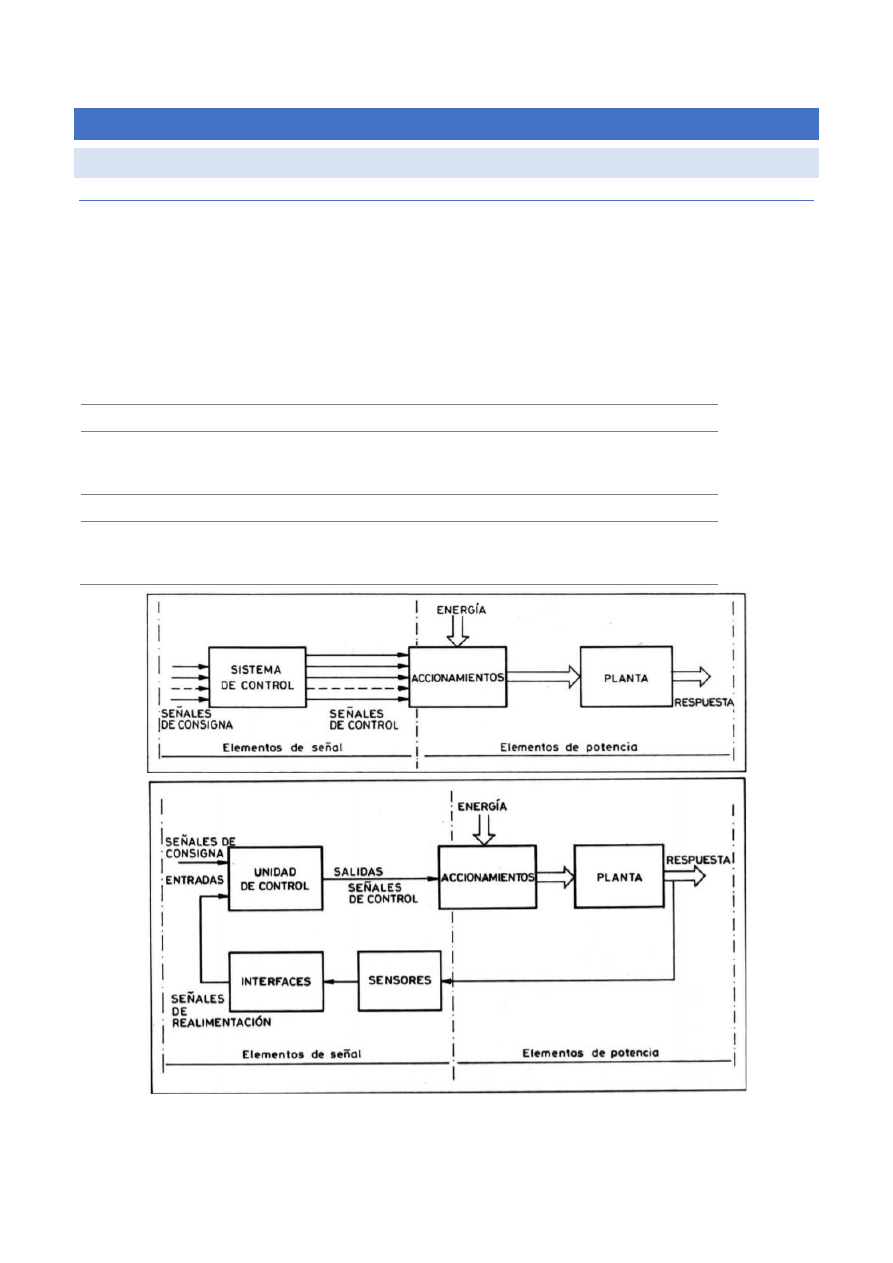 ENERGÍA
SISTEMA
DE CONTROL
ACCIONAMIENTOS
PLANTA
RESPUESTA
SEÑALES
DE CONSIGNA
SEÑALES
DE CONTROL
Elementos de señal
Elementos de potencia
ENERGÍA
SEÑALES DE
CONSIGNA
ENTRADAS
UNIDAD
DE CONTROL
SALIDAS
SEÑALES
DE CONTROL
ACCIONAMIENTOS
PLANTA
RESPUESTA
INTERFACES
SENSORES
SEÑALES
DE
REALIMENTACIÓN
Elementos de señal
Elementos de potencia